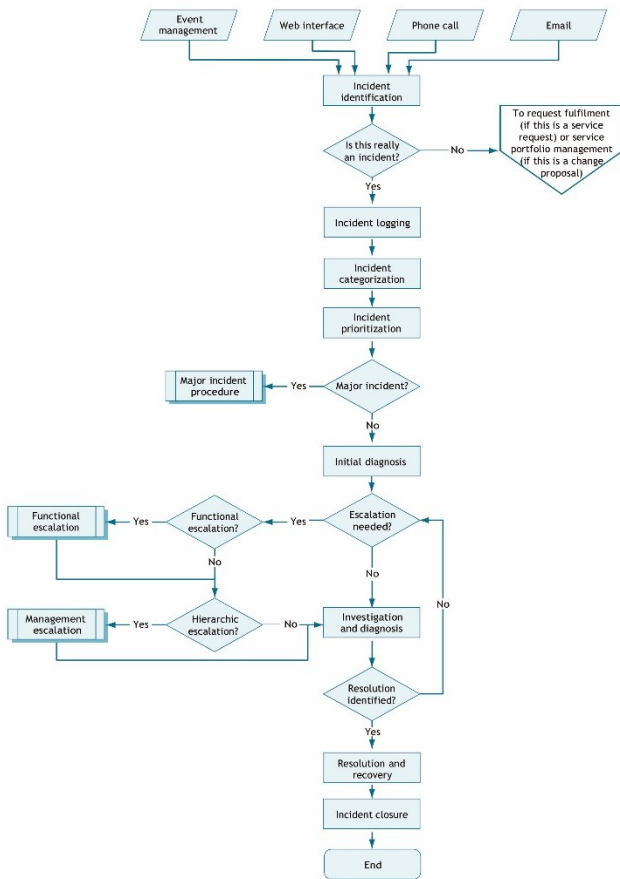 Event
management
Web interface
Phone call
Email
Incident
identification
To request fulfilment
(if this is a service
request) or service
portfolio management
(if this is a change
proposal)
Is this really
an incident?
No
Yes
Incident logging
Incident
categorization
Incident
prioritization
Major incident
procedure
Yes
Major incident?
No
Initial diagnosis
Functional
escalation
Yes
Functional
escalation?
Yes
Escalation
needed?
No
No
No
Management
escalation
Yes
Hierarchic
escalation?
No
Investigation
and diagnosis
Resolution
identified?
Yes
Resolution and
recovery
Incident closure
End